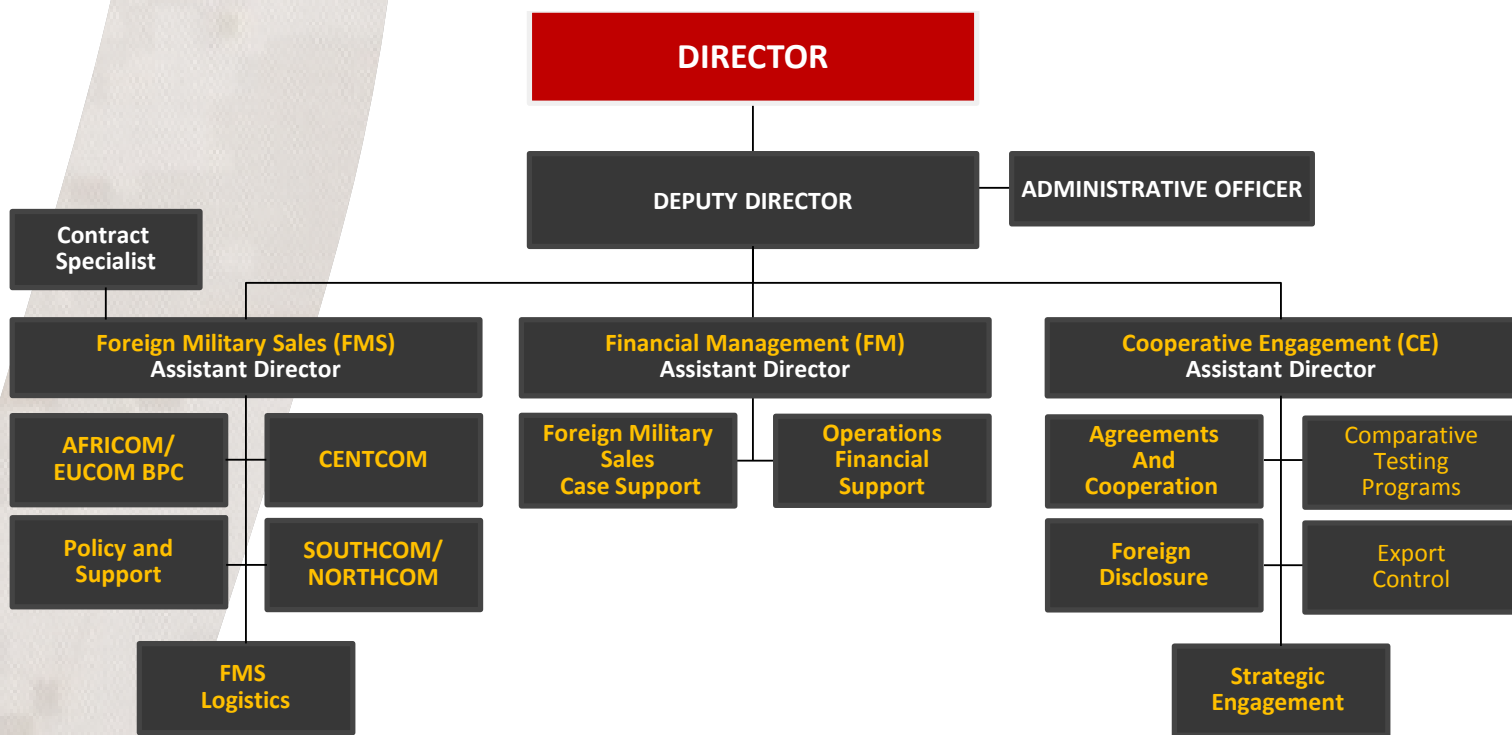 DIRECTOR
DEPUTY DIRECTOR
ADMINISTRATIVE OFFICER
Contract
Specialist
Foreign Military Sales (FMS)
Assistant Director
Financial Management (FM)
Assistant Director
Cooperative Engagement (CE)
Assistant Director
AFRICOM/
EUCOM BPC
CENTCOM
Policy and
Support
SOUTHCOM/
NORTHCOM
FMS
Logistics
Foreign Military
Sales
Case Support
Operations
Financial
Support
Agreements
And
Cooperation
Comparative
Testing
Programs
Foreign
Disclosure
Export
Control
Strategic
Engagement